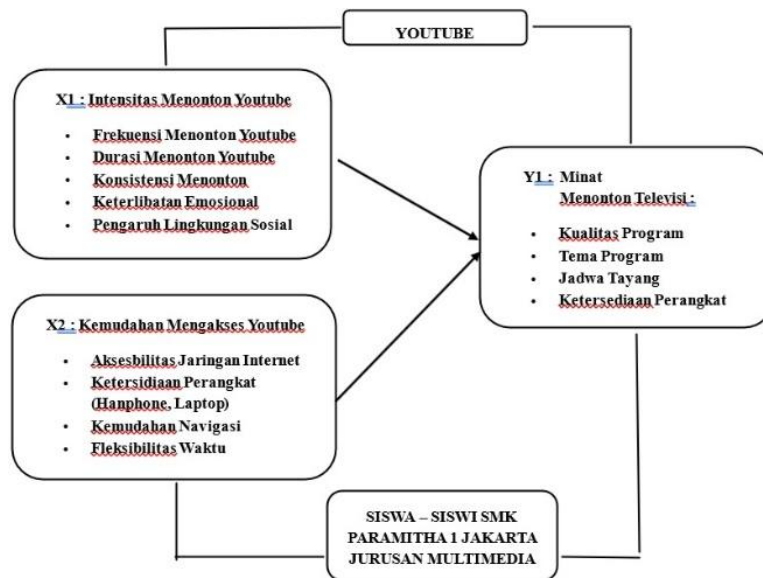 YOUTUBE
X1 : Intensitas Menonton Youtube
• Frekuensi Menonton Youtube
• Durasi Menonton Youtube
• Konsistensi Menonton
• Keterlibatan Emosional
• Pengaruh Lingkungan Sosial
Y1 : Minat
Menonton Televisi :
• Kualitas Program
• Tema Program
• Jadwa Tayang
• Ketersediaan Perangkat
X2 : Kemudahan Mengakses Youtube
• Aksesbilitas Jaringan Internet
• Ketersidiaan Perangkat
(Hanphone, Laptop)
• Kemudahan Navigasi
• Fleksibilitas Waktu
SISWA – SISWI SMK
PARAMITHA 1 JAKARTA
JURUSAN MULTIMEDIA